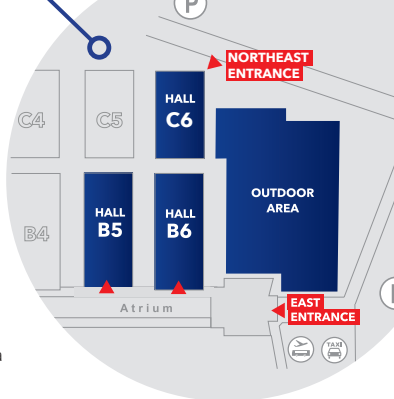 P
NORTHEAST
ENTRANCE
HALL
C6
C4
C5
OUTDOOR
AREA
HALL
B5
HALL
B6
B4
EAST
ENTRANCE
Atrium
TAXI